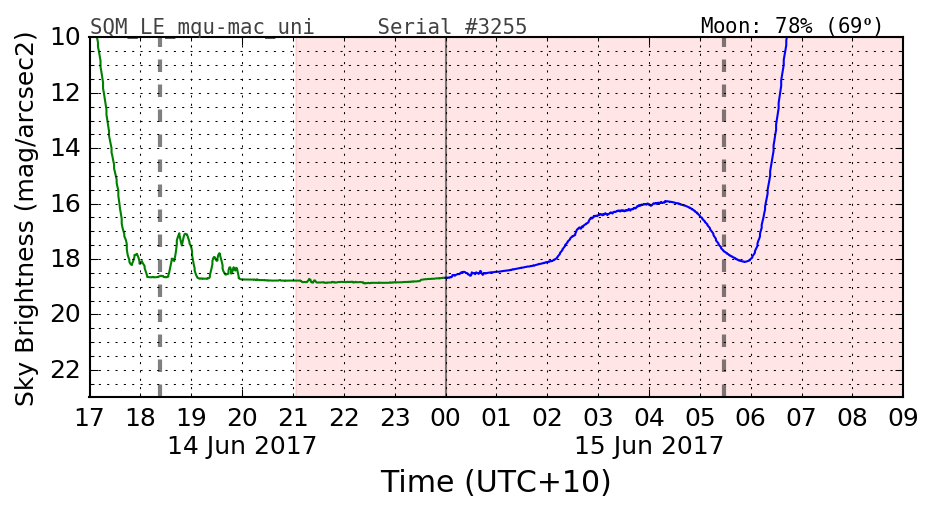 SQM_LE_mqu-mac_uni Serial #3255 Moon: 78% (69º)
Sky Brightness (mag/arcsec2)
10
12
14
16
18
20
22
17 18 19 20 21 22 23 00 01 02 03 04 05 06 07 08 09
14 Jun 2017 15 Jun 2017
Time (UTC+10)